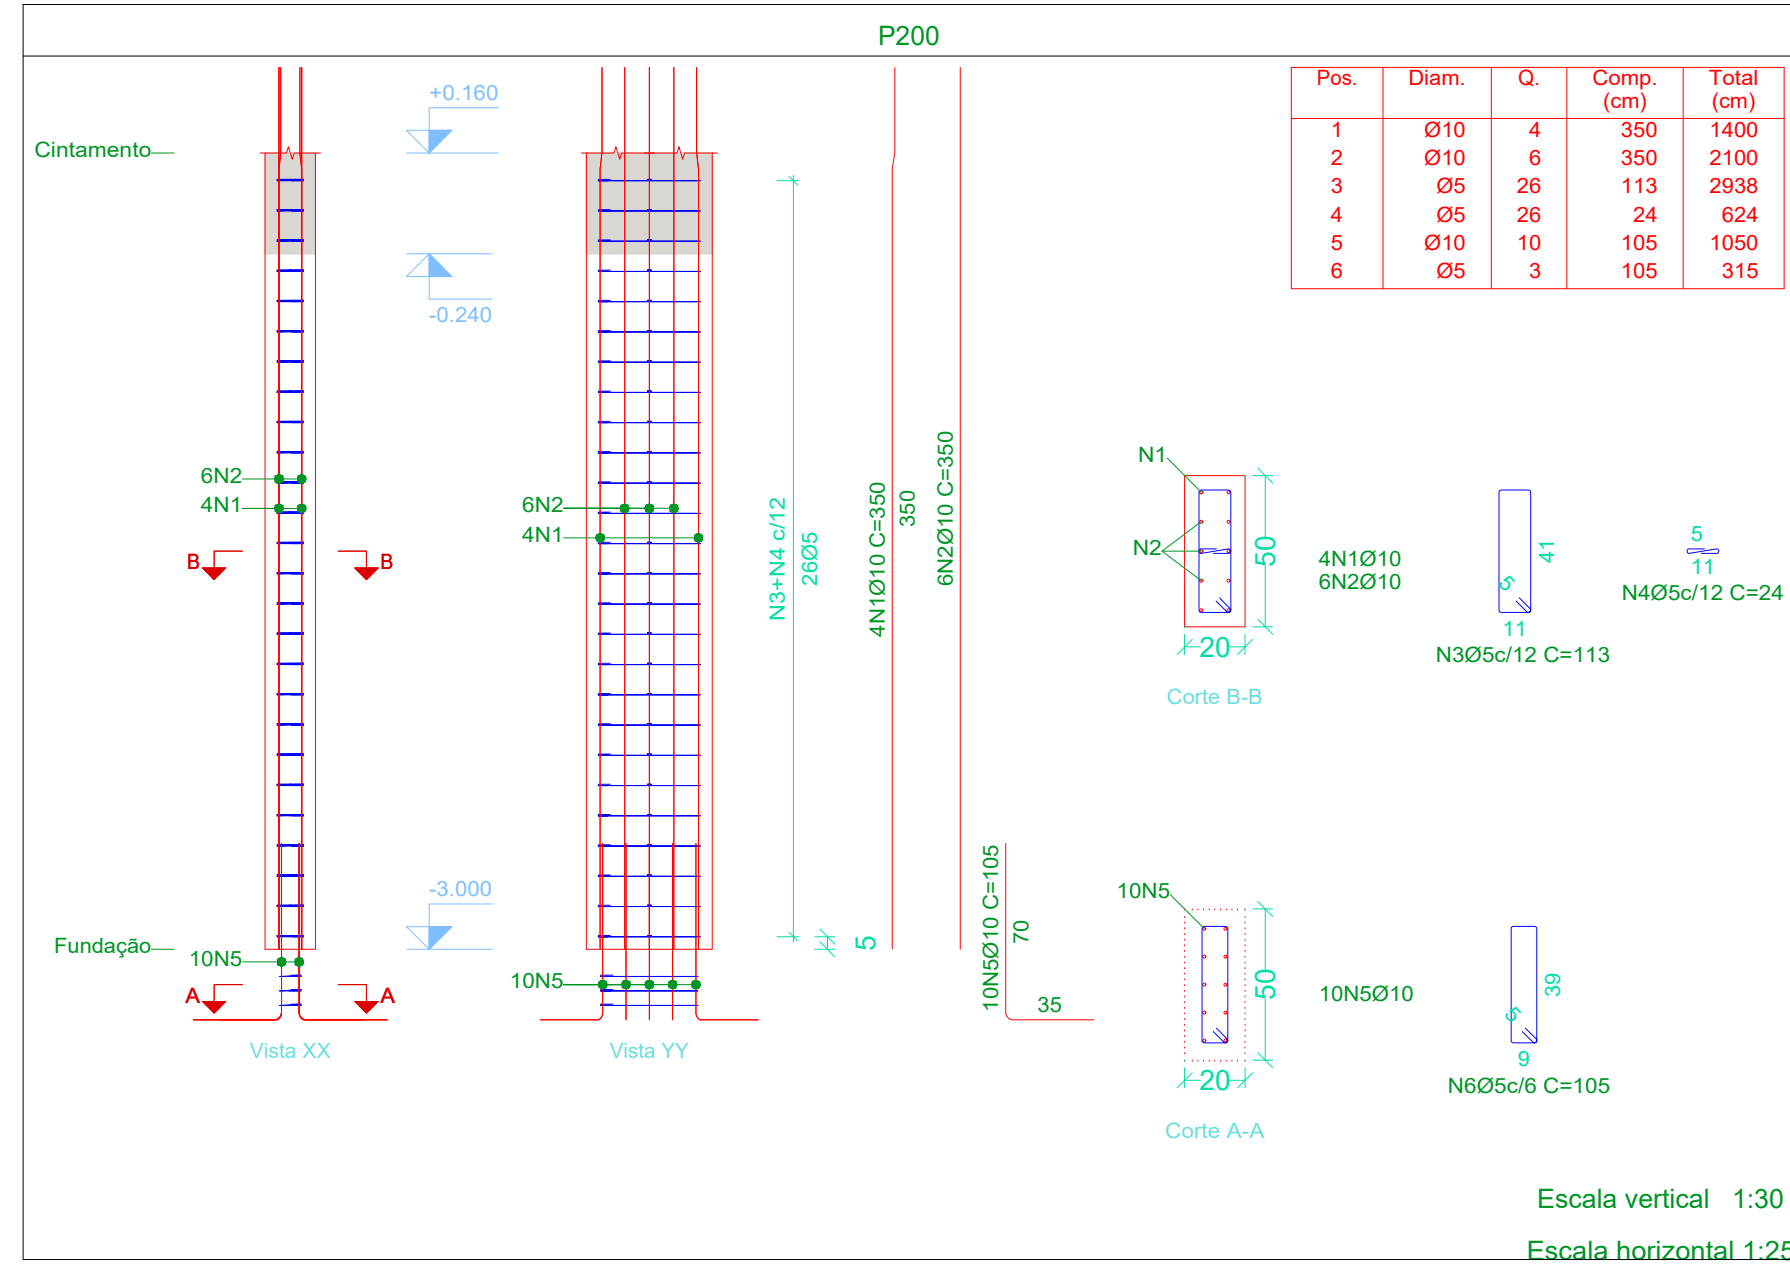 P200
Pos. Diam. Q. Comp. (cm) Total (cm)
1 Ø10 4 350 1400
2 Ø10 6 350 2100
3 Ø5 26 113 2938
4 Ø5 26 24 624
5 Ø10 10 105 1050
6 Ø5 3 105 315
+0.160
Cintamento
-0.240
6N2
4N1
B B
-3.000
Fundação
10N5
A A
Vista XX
6N2
4N1
10N5
Vista YY
N3+N4 c/12
26Ø5
5
4N1Ø10 C=350
350
6N2Ø10 C=350
10N5Ø10 C=105
70
35
N1
N2
50
20
4N1Ø10
6N2Ø10
Corte B-B
41
5
11
N3Ø5c/12 C=113
5
11
N4Ø5c/12 C=24
10N5
50
20
10N5Ø10
Corte A-A
39
5
9
N6Ø5c/6 C=105
Escala vertical 1:30
Escala horizontal 1:25